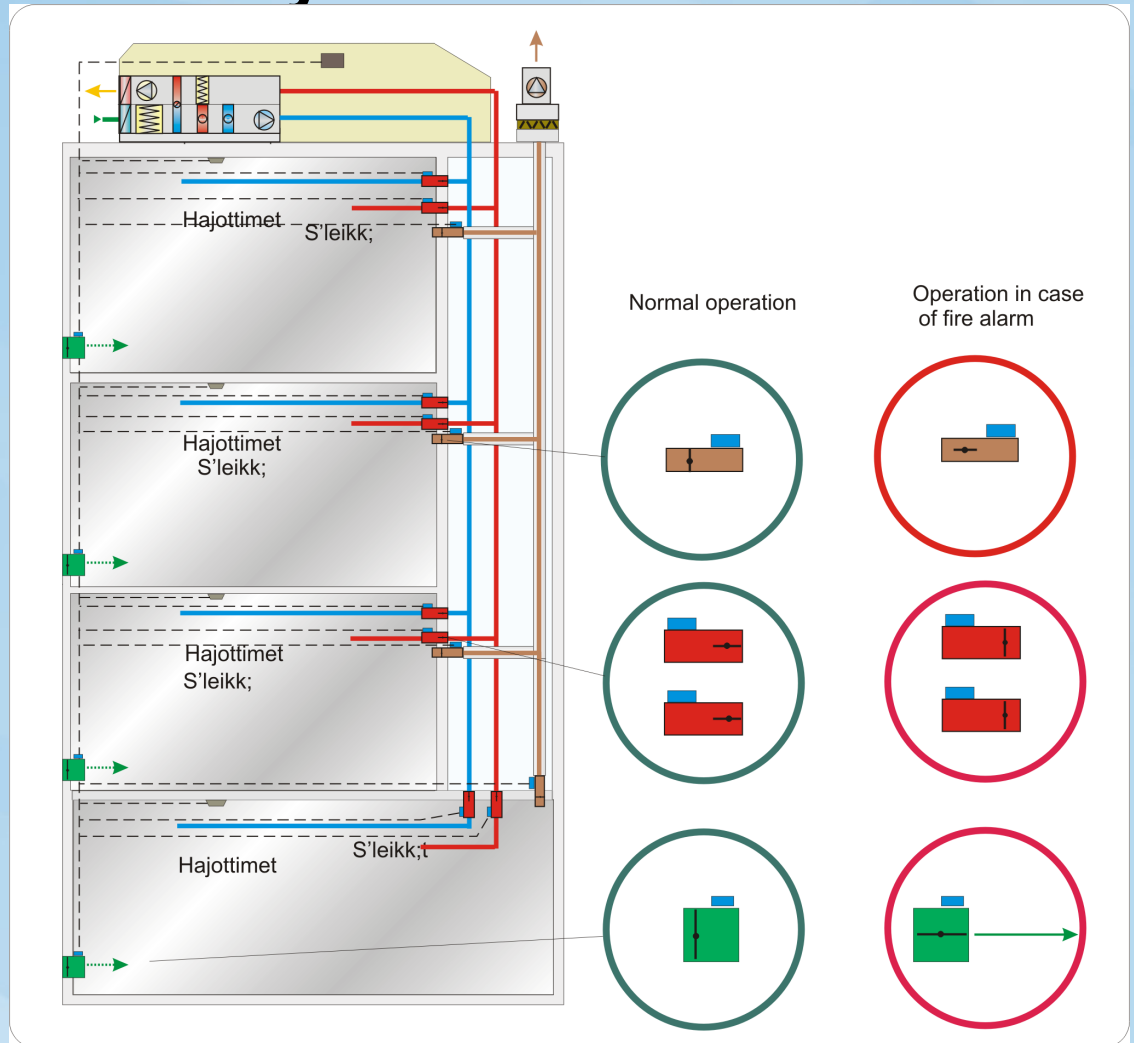 Hajottimet
S'leikk;
Normal operation
Operation in case
of fire alarm
Hajottimet
S'leikk;
Hajottimet
S'leikk;
S'leikk;t
Hajottimet